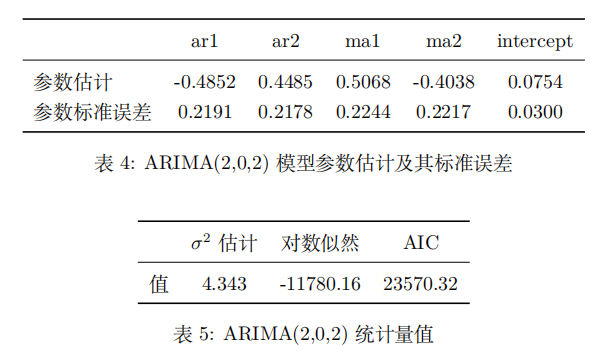 ar1 ar2 ma1 ma2 intercept
参数估计 -0.4852 0.4485 0.5068 -0.4038 0.0754
参数标准误差 0.2191 0.2178 0.2244 0.2217 0.0300
表 4: ARIMA(2,0,2) 模型参数估计及其标准误差
σ² 估计 对数似然 AIC
值 4.343 -11780.16 23570.32
表 5: ARIMA(2,0,2) 统计量值